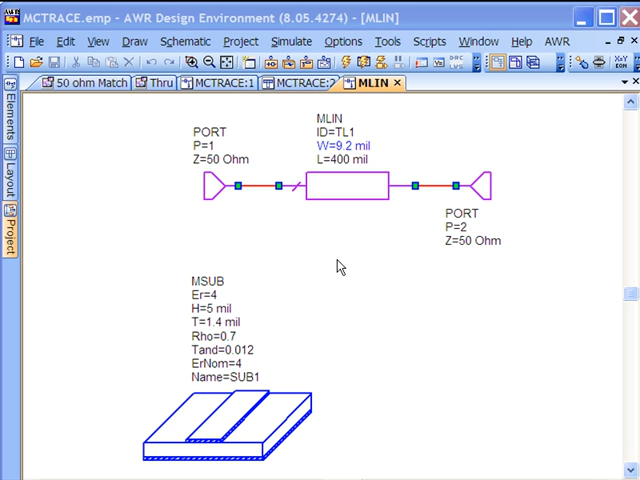 MCTRACE.emp - AWR Design Environment (8.05.4274) - [MLIN]
File Edit View Draw Schematic Project Simulate Options Tools Scripts Window Help AWR
50 ohm Match Thru MCTRACE:1 MCTRACE:2 MLIN
Elements
Layout
Project
MLIN
ID=TL1
W=9.2 mil
L=400 mil
PORT
P=1
Z=50 Ohm
PORT
P=2
Z=50 Ohm
MSUB
Er=4
H=5 mil
T=1.4 mil
Rho=0.7
Tand=0.012
ErNom=4
Name=SUB1